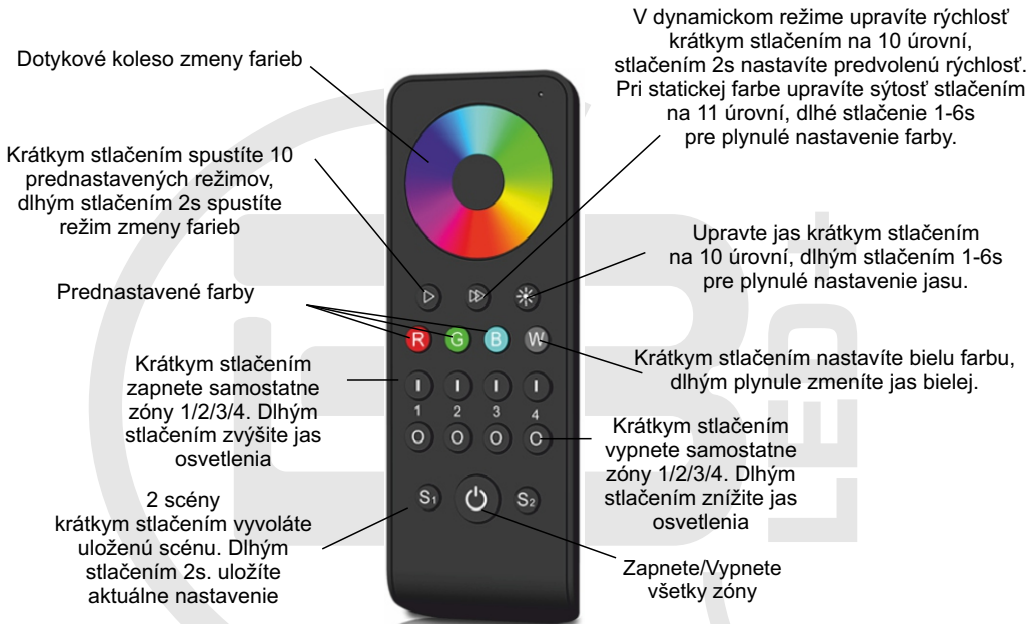 Dotykové koleso zmeny farieb
V dynamickom režime upravíte rýchlosť
krátkym stlačením na 10 úrovní,
stlačením 2s nastavíte predvolenú rýchlosť.
Pri statickej farbe upravíte sýtosť stlačením
na 11 úrovní, dlhé stlačenie 1-6s
pre plynulé nastavenie farby.
Krátkym stlačením spustíte 10
prednastavených režimov,
dlhým stlačením 2s spustíte
režim zmeny farieb
Upravte jas krátkym stlačením
na 10 úrovní, dlhým stlačením 1-6s
pre plynulé nastavenie jasu.
Prednastavené farby
R G B W
Krátkym stlačením nastavíte bielu farbu,
dlhým plynule zmeníte jas bielej.
Krátkym stlačením
zapnete samostatne
zóny 1/2/3/4. Dlhým
stlačením zvýšite jas
osvetlenia
I I I I
1 2 3 4
O O O O
Krátkym stlačením
vypnete samostatne
zóny 1/2/3/4. Dlhým
stlačením znížite jas
osvetlenia
2 scény
krátkym stlačením vyvoláte
uloženú scénu. Dlhým
stlačením 2s. uložíte
aktuálne nastavenie
S1 S2
Zapnete/Vypnete
všetky zóny
LED+